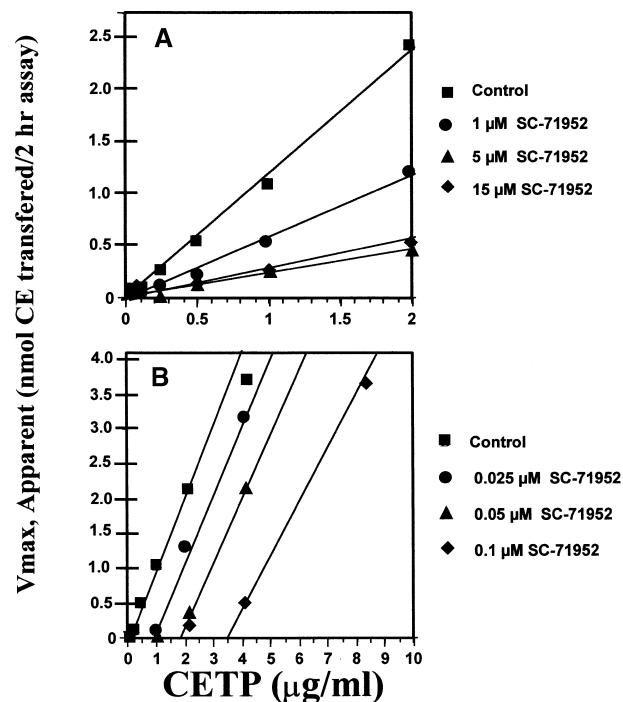 Vmax, Apparent (nmol CE transfered/2 hr assay)
A
2.5
2.0
1.5
1.0
0.5
0
0
0.5
1
1.5
2
Control
1 µM SC-71952
5 µM SC-71952
15 µM SC-71952
B
4.0
3.5
3.0
2.5
2.0
1.5
1.0
0.5
0
0 1 2 3 4 5 6 7 8 9 10
Control
0.025 µM SC-71952
0.05 µM SC-71952
0.1 µM SC-71952
CETP (µg/ml)